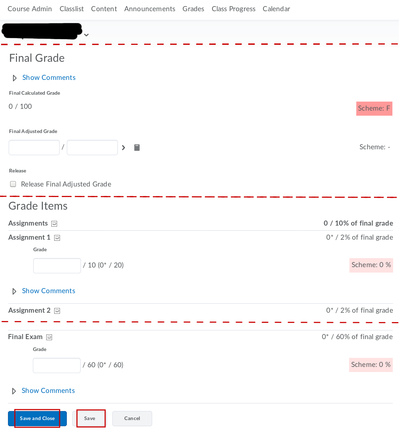 Course Admin Classlist Content Announcements Grades Class Progress Calendar
Final Grade
Show Comments
Final Calculated Grade
0 / 100
Scheme: F
Final Adjusted Grade
/
Scheme: -
Release
Release Final Adjusted Grade
Grade Items
Assignments 0 / 10% of final grade
Assignment 1 0* / 2% of final grade
Grade
/ 10 (0* / 20) Scheme: 0 %
Show Comments
Assignment 2 0* / 2% of final grade
Final Exam 0* / 60% of final grade
Grade
/ 60 (0* / 60) Scheme: 0 %
Show Comments
Save and Close Save Cancel